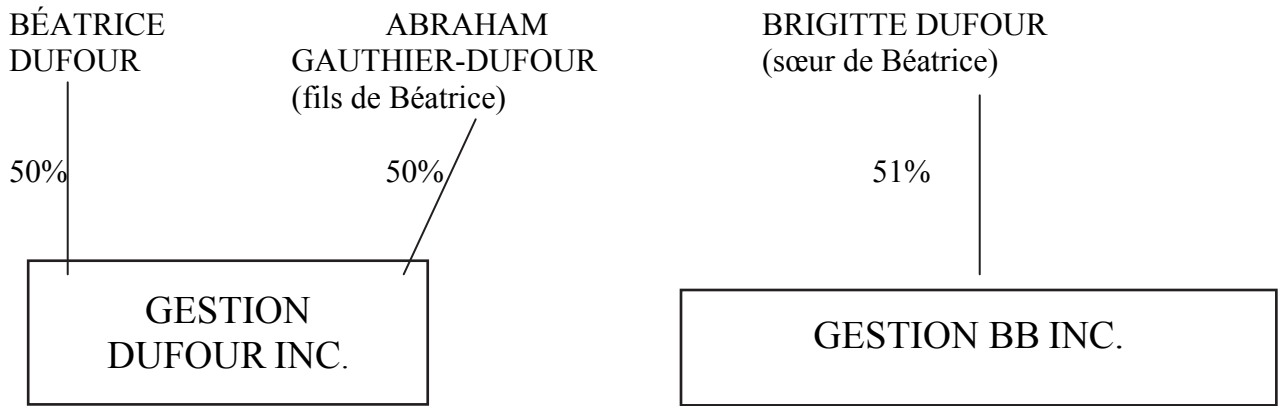 BÉATRICE
DUFOUR
ABRAHAM
GAUTHIER-DUFOUR
(fils de Béatrice)
BRIGITTE DUFOUR
(sœur de Béatrice)
50%
50%
51%
GESTION
DUFOUR INC.
GESTION BB INC.